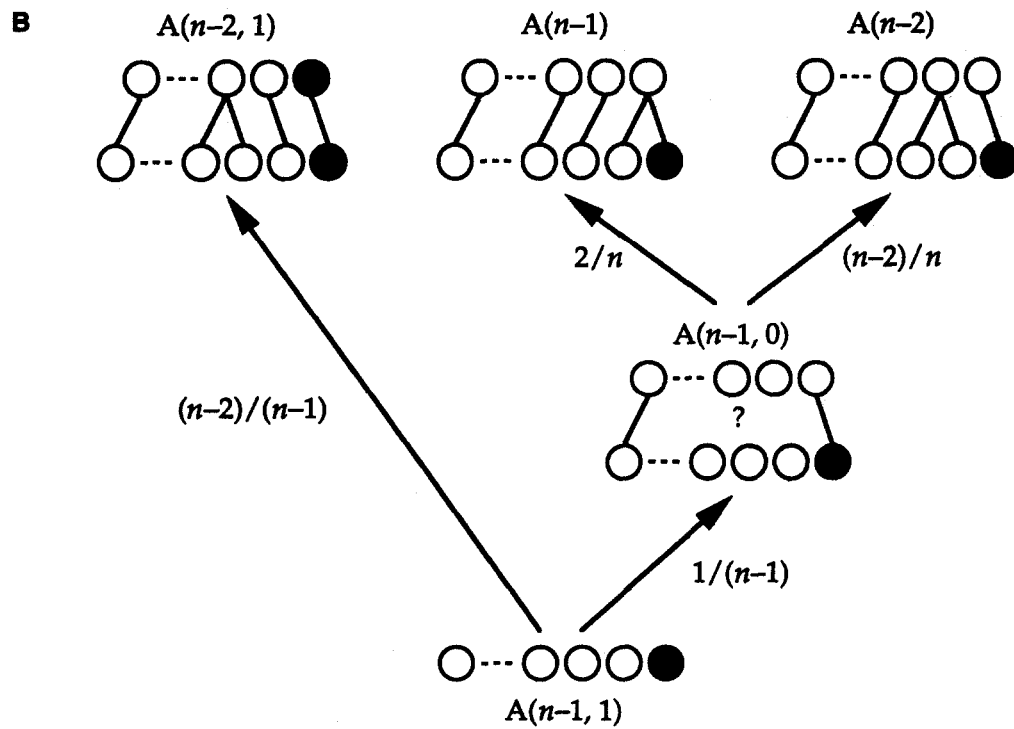 B
A(n–2, 1)
A(n–1)
A(n–2)
2/n
(n–2)/n
A(n–1, 0)
?
(n–2)/(n–1)
1/(n–1)
A(n–1, 1)